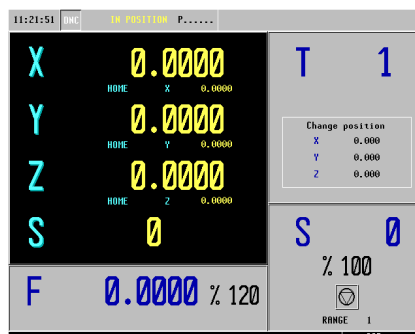 11:21:51 DNC IN POSITION P......
X 0.0000
HOME X 0.0000
Y 0.0000
HOME Y 0.0000
Z 0.0000
HOME Z 0.0000
S 0
F 0.0000 % 120
T 1
Change position
X 0.000
Y 0.000
Z 0.000
S 0
% 100
RANGE 1